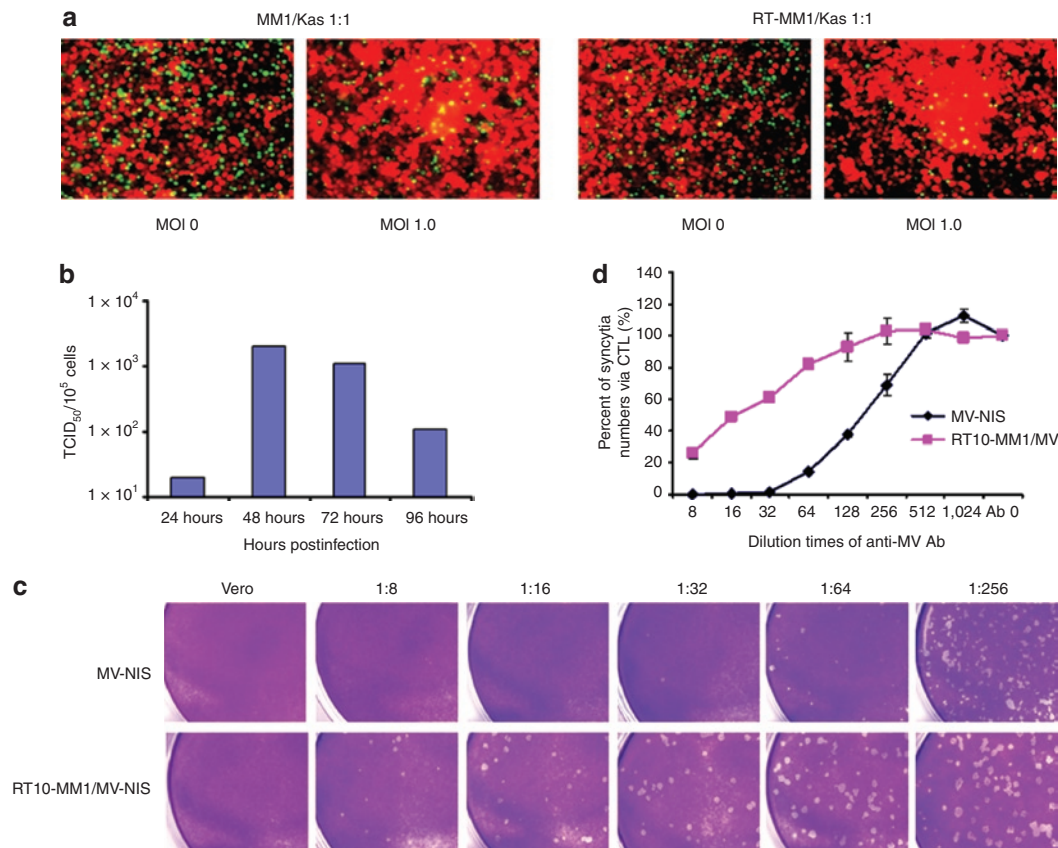 a
MM1/Kas 1:1
RT-MM1/Kas 1:1
MOI 0
MOI 1.0
MOI 0
MOI 1.0
b
TCID50/10^5 cells
1 × 10^4
1 × 10^3
1 × 10^2
1 × 10^1
24 hours
48 hours
72 hours
96 hours
Hours postinfection
d
Percent of syncytia
numbers via CTL (%)
140
120
100
80
60
40
20
0
MV-NIS
RT10-MM1/MV
8 16 32 64 128 256 512 1,024 Ab 0
Dilution times of anti-MV Ab
c
Vero
1:8
1:16
1:32
1:64
1:256
MV-NIS
RT10-MM1/MV-NIS